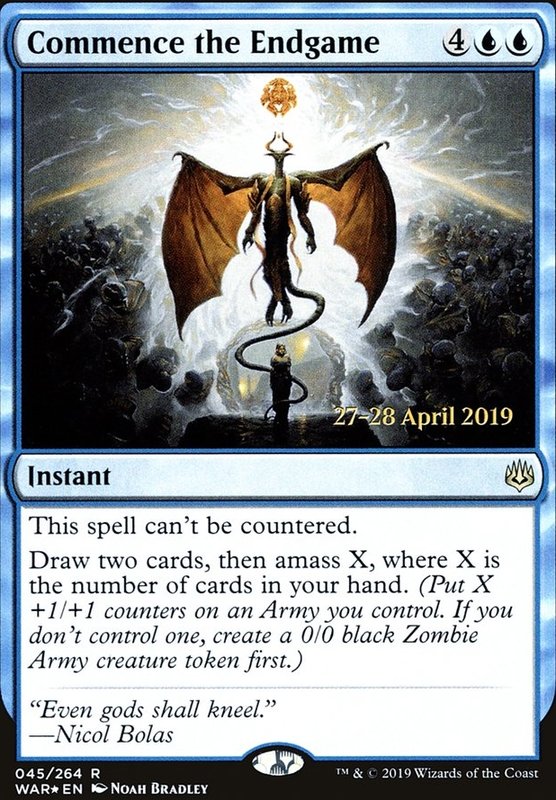 Commence the Endgame 4
27–28 April 2019
Instant
This spell can't be countered.
Draw two cards, then amass X, where X is
the number of cards in your hand. (Put X
+1/+1 counters on an Army you control. If you
don't control one, create a 0/0 black Zombie
Army creature token first.)
“Even gods shall kneel.”
—Nicol Bolas
045/264 R
WAR★EN Noah Bradley
™ & © 2019 Wizards of the Coast